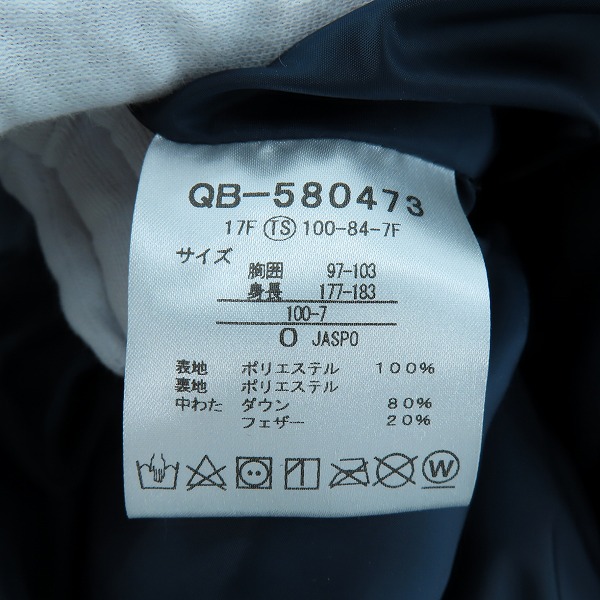 QB-580473
17F TS 100-84-7F
サイズ
胸囲 97-103
身長 177-183
100-7
O JASPO
表地 ポリエステル 100%
裏地 ポリエステル
中わた ダウン 80%
フェザー 20%
W